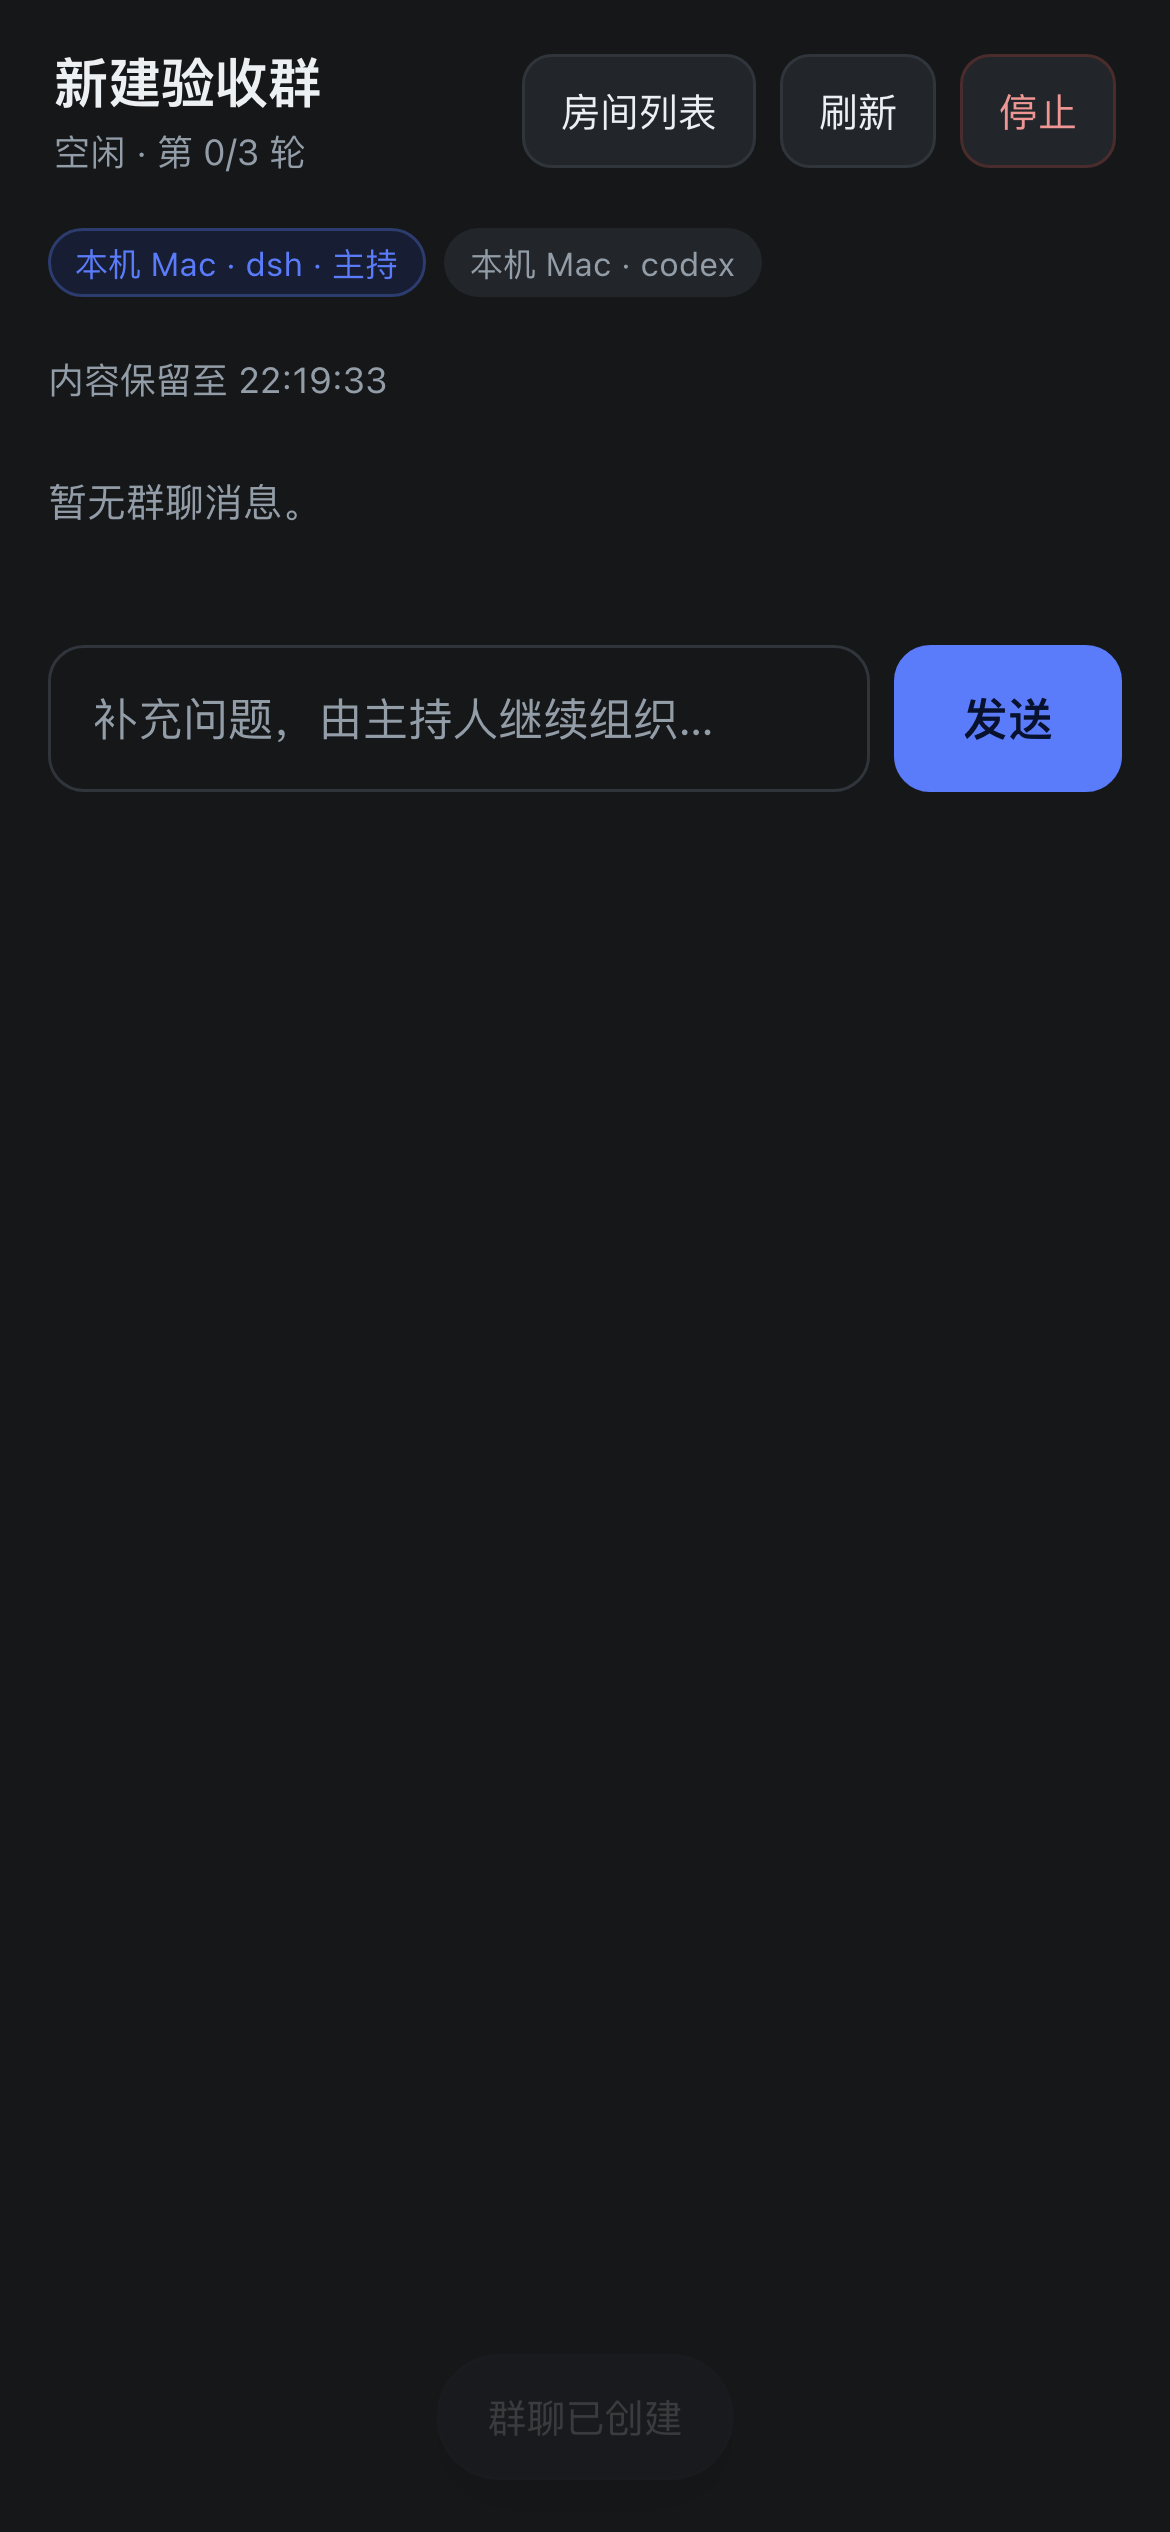 新建验收群
空闲 · 第 0/3 轮
房间列表
刷新
停止
本机 Mac · dsh · 主持
本机 Mac · codex
内容保留至 22:19:33
暂无群聊消息。
补充问题，由主持人继续组织...
发送
群聊已创建